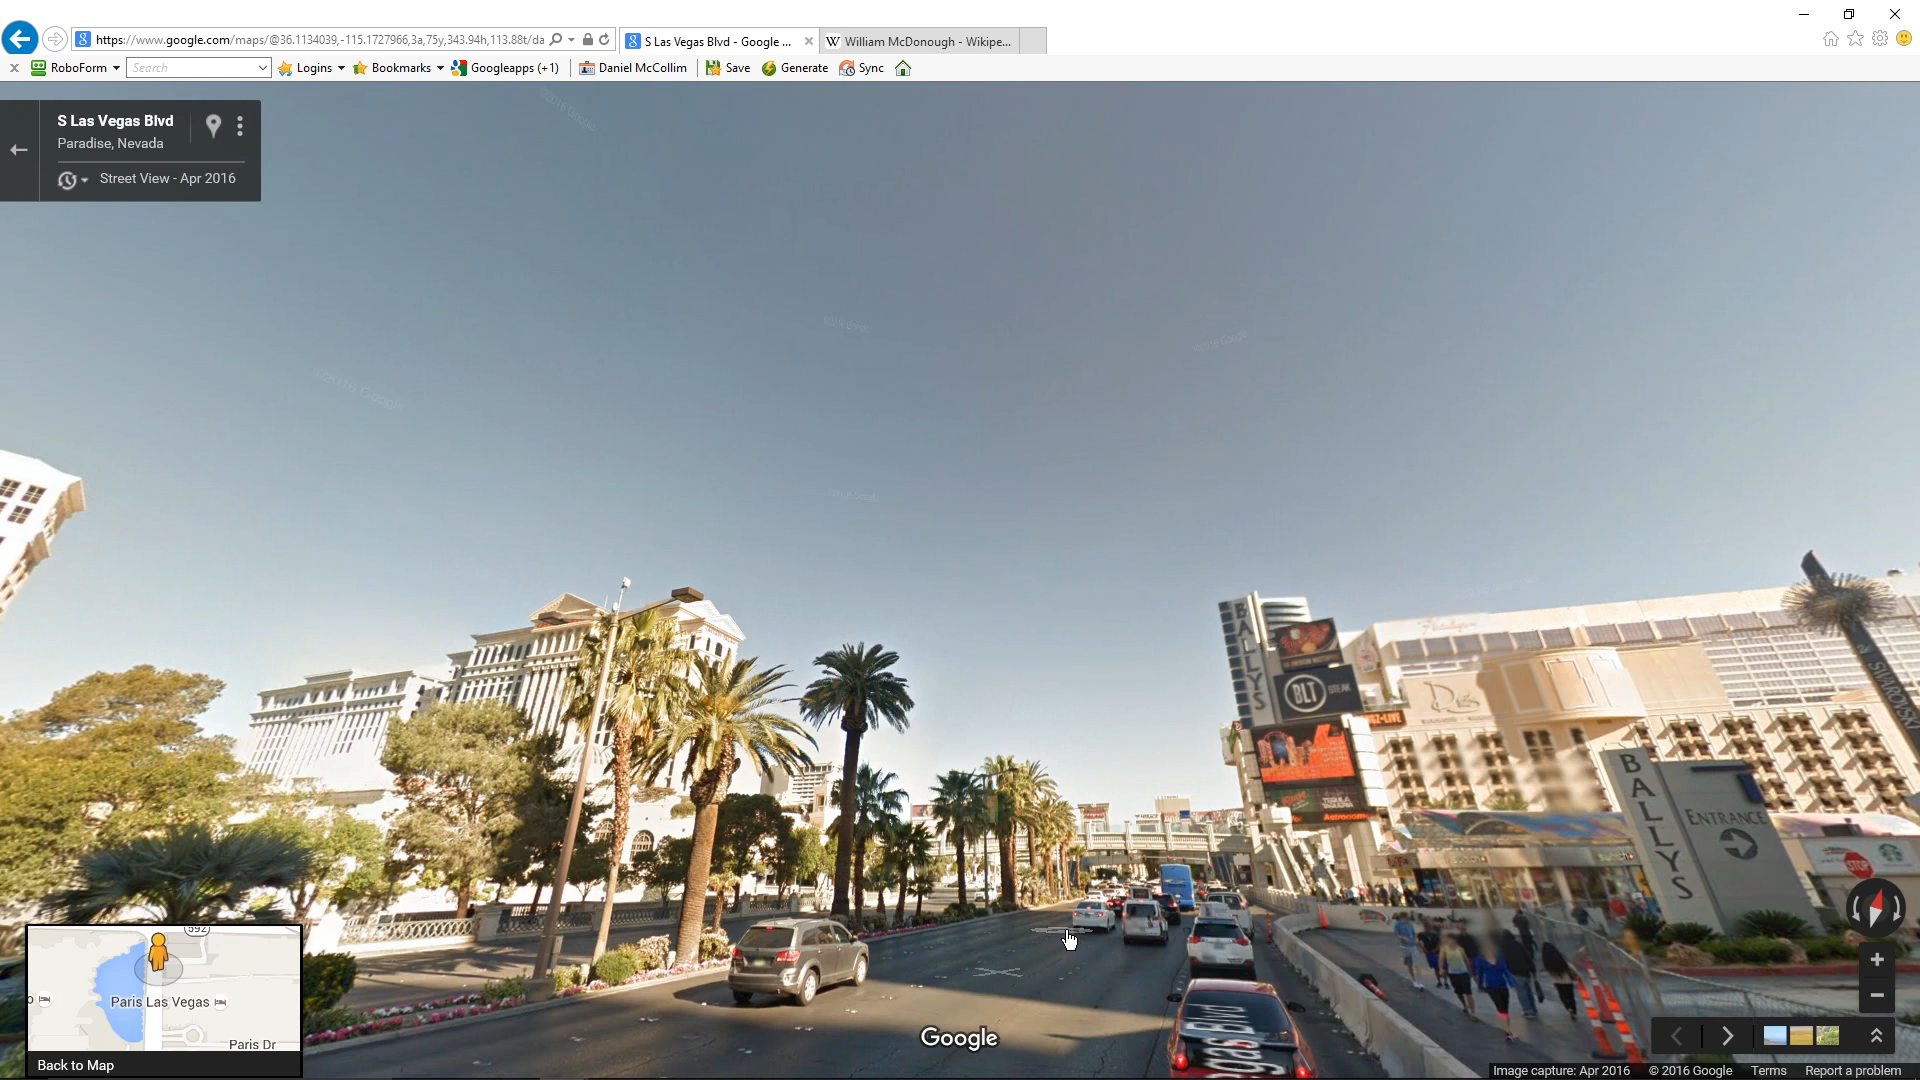 https://www.google.com/maps/@36.1134039,-115.1727966,3a,75y,343.94h,113.88t/da
S Las Vegas Blvd - Google ...
William McDonough - Wikipe...
RoboForm
Search
Logins
Bookmarks
Googleapps (+1)
Daniel McCollim
Save
Generate
Sync
S Las Vegas Blvd
Paradise, Nevada
Street View - Apr 2016
BALLYS
BLT STEAK
BALLYS
ENTRANCE
STOP
SWAROVSKI
592
Paris Las Vegas
Paris Dr
Back to Map
Google
Image capture: Apr 2016 © 2016 Google Terms Report a problem